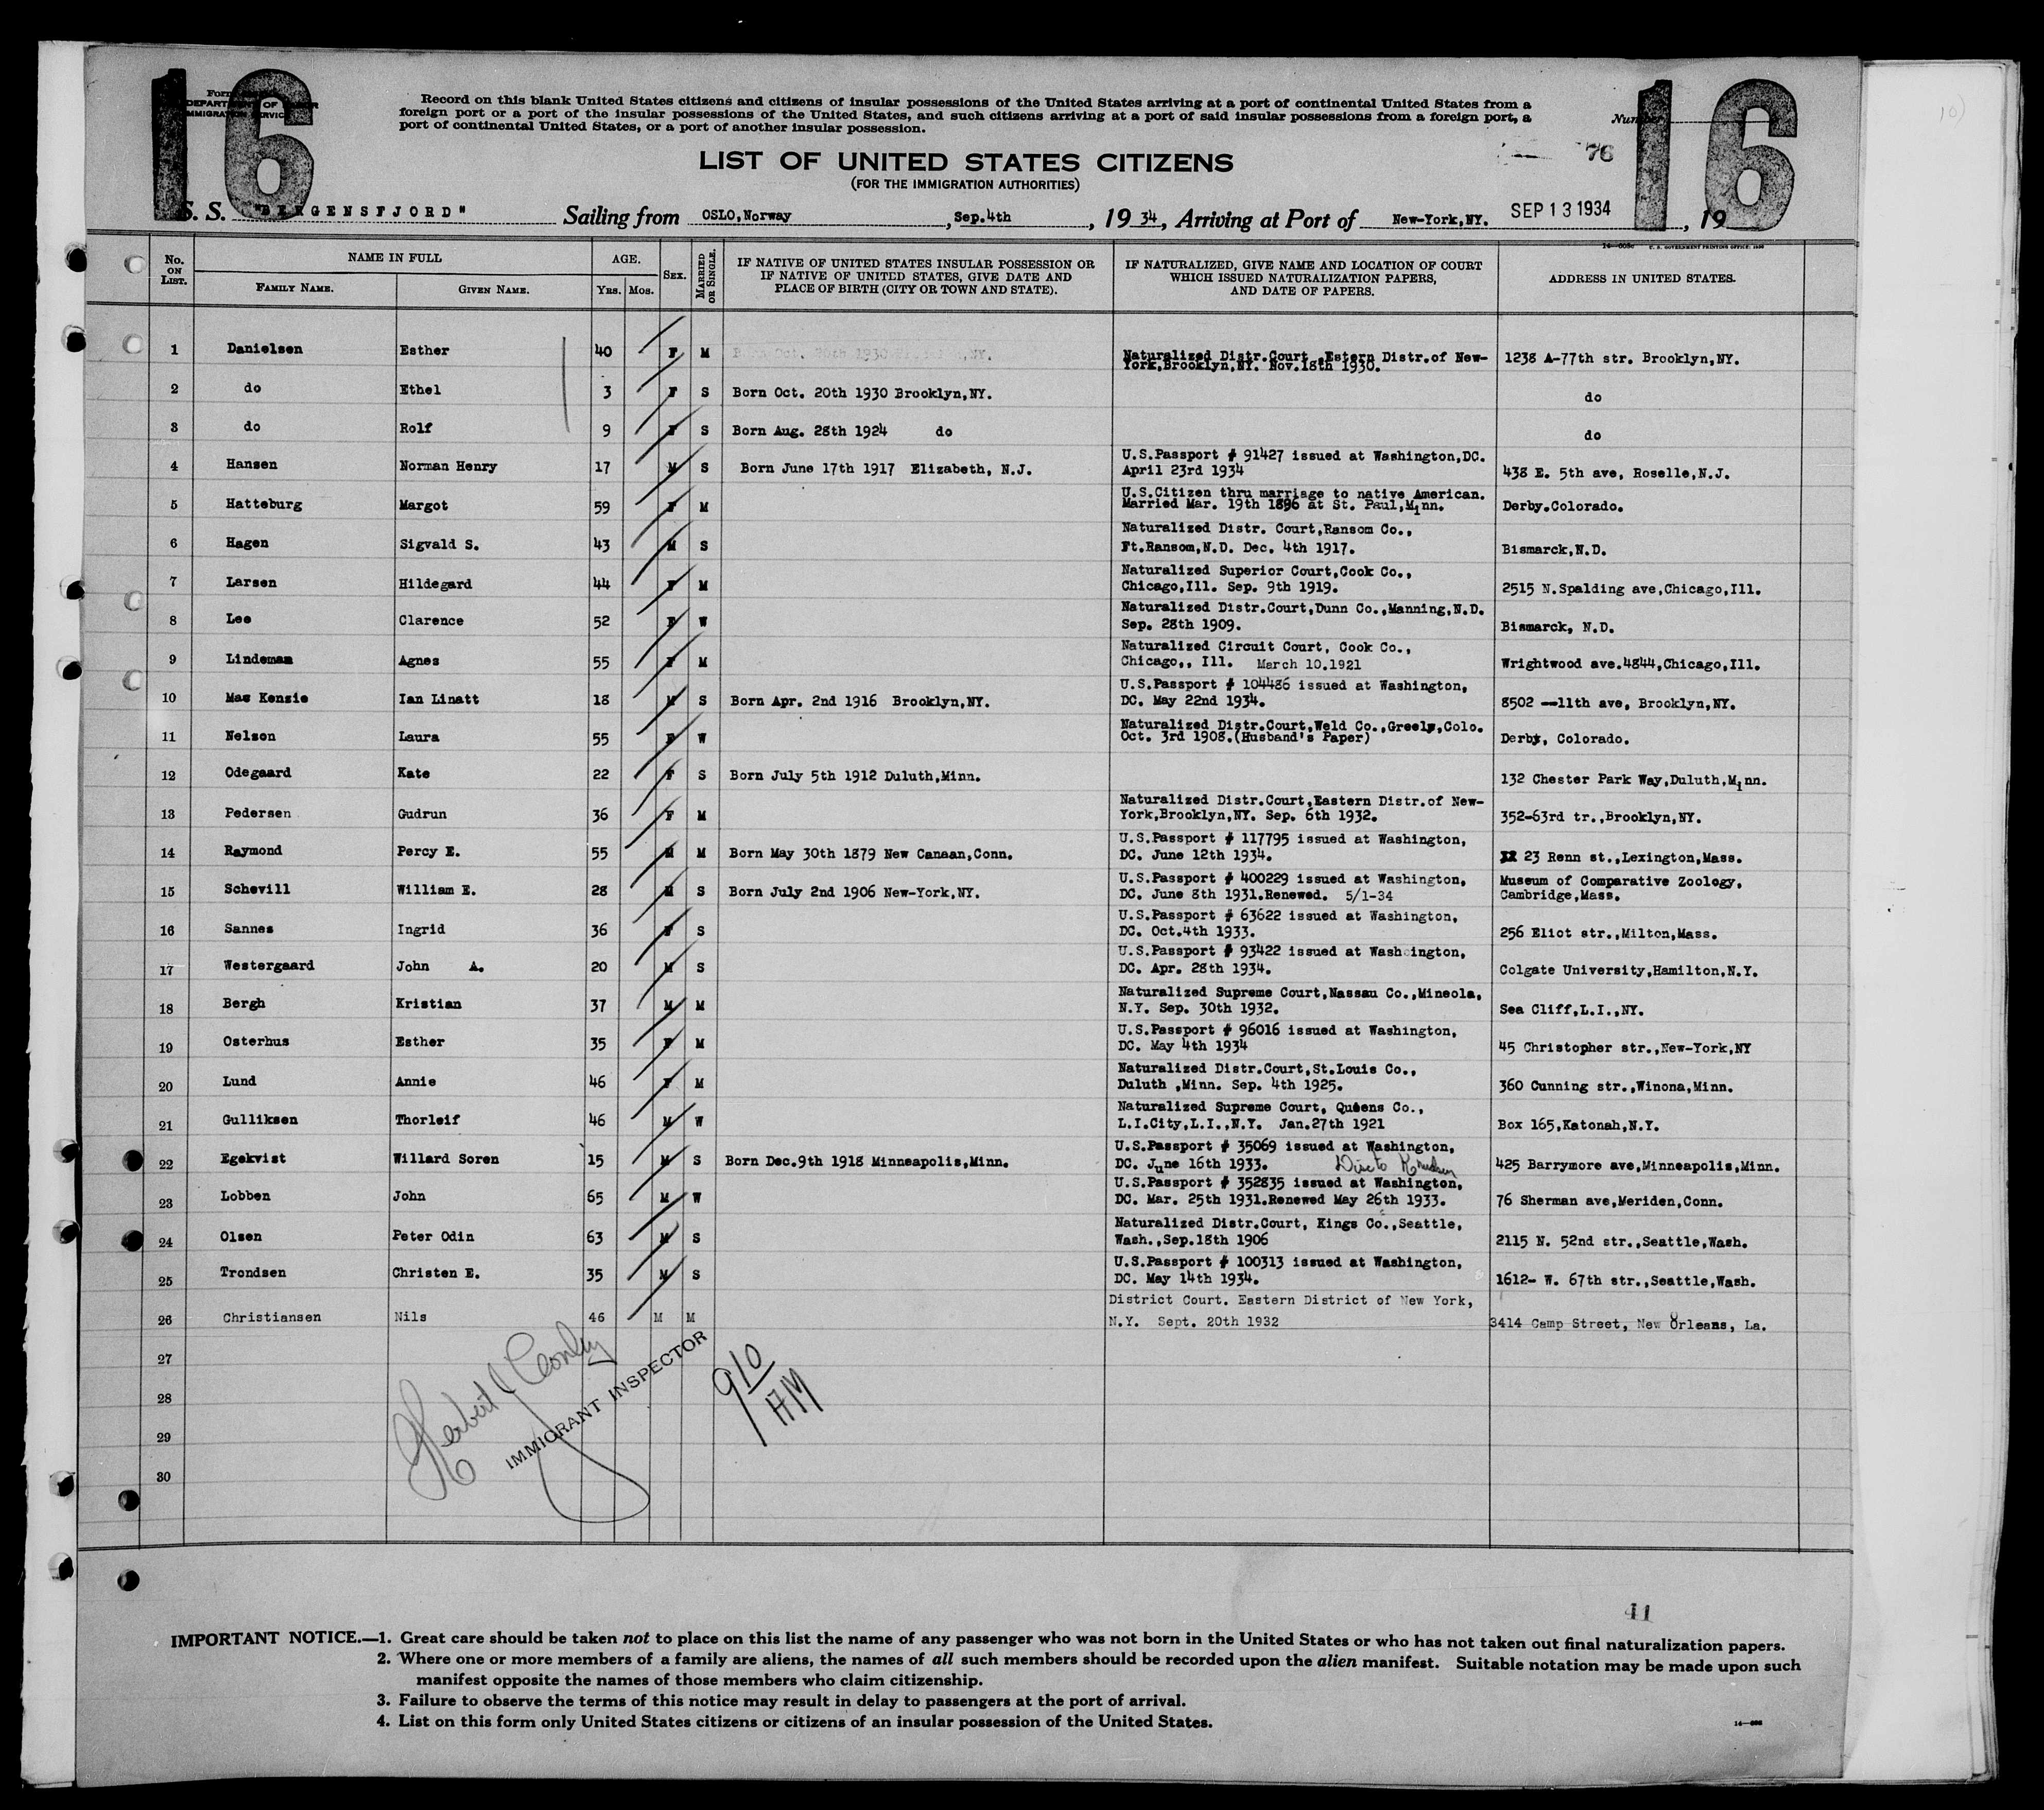 16
16
Form
DEPARTMENT OF LABOR
IMMIGRATION SERVICE
Record on this blank United States citizens and citizens of insular possessions of the United States arriving at a port of continental United States from a
foreign port or a port of the insular possessions of the United States, and such citizens arriving at a port of said insular possessions from a foreign port, a
port of continental United States, or a port of another insular possession.
Number
76
LIST OF UNITED STATES CITIZENS
(FOR THE IMMIGRATION AUTHORITIES)
S. S. "BERGENSFJORD" Sailing from OSLO,Norway, Sep.4th, 19 34, Arriving at Port of New-York,NY. SEP 13 1934, 19
14—608c U. S. GOVERNMENT PRINTING OFFICE:
No. ON LIST. NAME IN FULL FAMILY NAME. GIVEN NAME. AGE. Yrs. Mos. SEX. MARRIED OR SINGLE. IF NATIVE OF UNITED STATES INSULAR POSSESSION OR IF NATIVE OF UNITED STATES, GIVE DATE AND PLACE OF BIRTH (CITY OR TOWN AND STATE). IF NATURALIZED, GIVE NAME AND LOCATION OF COURT WHICH ISSUED NATURALIZATION PAPERS, AND DATE OF PAPERS. ADDRESS IN UNITED STATES.
1 Danielsen Esther 40 F M Naturalized Distr.Court ,Estern Distr.of New- 1238 A-77th str. Brooklyn,NY.
York,Brooklyn,NY. Nov.18th 1930.
2 do Ethel 3 F S Born Oct. 20th 1930 Brooklyn,NY. do
3 do Rolf 9 F S Born Aug. 28th 1924 do do
4 Hansen Norman Henry 17 M S Born June 17th 1917 Elizabeth, N.J. U.S.Passport # 91427 issued at Washington,DC.
April 23rd 1934 438 E. 5th ave, Roselle,N.J.
5 Hatteburg Margot 59 F M U.S.Citizen thru marriage to native American.
Married Mar. 19th 1896 at St. Paul,Minn. Derby.Colorado.
6 Hagen Sigvald S. 43 M S Naturalized Distr. Court,Ransom Co.,
Ft.Ransom,N.D. Dec. 4th 1917. Bismarck,N.D.
7 Larsen Hildegard 44 F M Naturalized Superior Court,Cook Co.,
Chicago,Ill. Sep. 9th 1919. 2515 N.Spalding ave,Chicago,Ill.
8 Lee Clarence 52 F W Naturalized Distr.Court,Dunn Co.,Manning,N.D.
Sep. 28th 1909. Bismarck, N.D.
9 Lindeman Agnes 55 F M Naturalized Circuit Court, Cook Co.,
Chicago,, Ill. March 10.1921 Wrightwood ave.4844,Chicago,Ill.
10 Mac Kenzie Ian Linatt 18 M S Born Apr. 2nd 1916 Brooklyn,NY. U.S.Passport # 104486 issued at Washington,
DC. May 22nd 1934. 8502 —11th ave, Brooklyn,NY.
11 Nelson Laura 55 F W Naturalized Distr.Court,Weld Co.,Greely,Colo.
Oct. 3rd 1908.(Husband's Paper) Derby, Colorado.
12 Odegaard Kate 22 F S Born July 5th 1912 Duluth,Minn. 132 Chester Park Way,Duluth,Minn.
13 Pedersen Gudrun 36 F M Naturalized Distr.Court,Eastern Distr.of New-
York,Brooklyn,NY. Sep. 6th 1932. 352-63rd tr.,Brooklyn,NY.
14 Raymond Percy E. 55 M M Born May 30th 1879 New Canaan,Conn. U.S.Passport # 117795 issued at Washington,
DC. June 12th 1934. 23 Renn st.,Lexington,Mass.
15 Schevill William E. 28 M S Born July 2nd 1906 New-York,NY. U.S.Passport # 400229 issued at Washington, Museum of Comparative Zoology,
DC. June 8th 1931.Renewed. 5/1-34 Cambridge,Mass.
16 Sannes Ingrid 36 F S U.S.Passport # 63622 issued at Washington,
DC. Oct.4th 1933. 256 Eliot str.,Milton,Mass.
17 Westergaard John A. 20 M S U.S.Passport # 93422 issued at Washcington,
DC. Apr. 28th 1934. Colgate University,Hamilton,N.Y.
18 Bergh Kristian 37 M M Naturalized Supreme Court,Nassau Co.,Mineola,
N.Y. Sep. 30th 1932. Sea Cliff,L.I.,NY.
19 Osterhus Esther 35 F M U.S.Passport # 96016 issued at Washington,
DC. May 4th 1934 45 Christopher str.,New-York,NY
20 Lund Annie 46 F M Naturalized Distr.Court,St.Louis Co.,
Duluth ,Minn. Sep. 4th 1925. 360 Cunning str.,Winona,Minn.
21 Gulliksen Thorleif 46 M W Naturalized Supreme Court, Queens Co.,
L.I.City,L.I.,N.Y. Jan.27th 1921 Box 165,Katonah,N.Y.
22 Egekvist Willard Soren 15 M S Born Dec.9th 1918 Minneapolis,Minn. U.S.Passport # 35069 issued at Washington,
DC. June 16th 1933. 425 Barrymore ave,Minneapolis,Minn.
23 Lobben John 65 M W U.S.Passport # 352835 issued at Washington,
DC. Mar. 25th 1931.Renewed May 26th 1933. 76 Sherman ave,Meriden,Conn.
24 Olsen Peter Odin 63 M S Naturalized Distr.Court, Kings Co.,Seattle,
Wash.,Sep.18th 1906 2115 N. 52nd str.,Seattle,Wash.
25 Trondsen Christen E. 35 M S U.S.Passport # 100313 issued at Washington,
DC. May 14th 1934. 1612- W. 67th str.,Seattle,Wash.
26 Christiansen Nils 46 M M District Court. Eastern District of New York,
N.Y. Sept. 20th 1932 3414 Camp Street, New Orleans, La.
27
28
29
30
IMMIGRANT INSPECTOR
910
AM
11
IMPORTANT NOTICE.—1. Great care should be taken not to place on this list the name of any passenger who was not born in the United States or who has not taken out final naturalization papers.
2. Where one or more members of a family are aliens, the names of all such members should be recorded upon the alien manifest. Suitable notation may be made upon such
manifest opposite the names of those members who claim citizenship.
3. Failure to observe the terms of this notice may result in delay to passengers at the port of arrival.
4. List on this form only United States citizens or citizens of an insular possession of the United States.